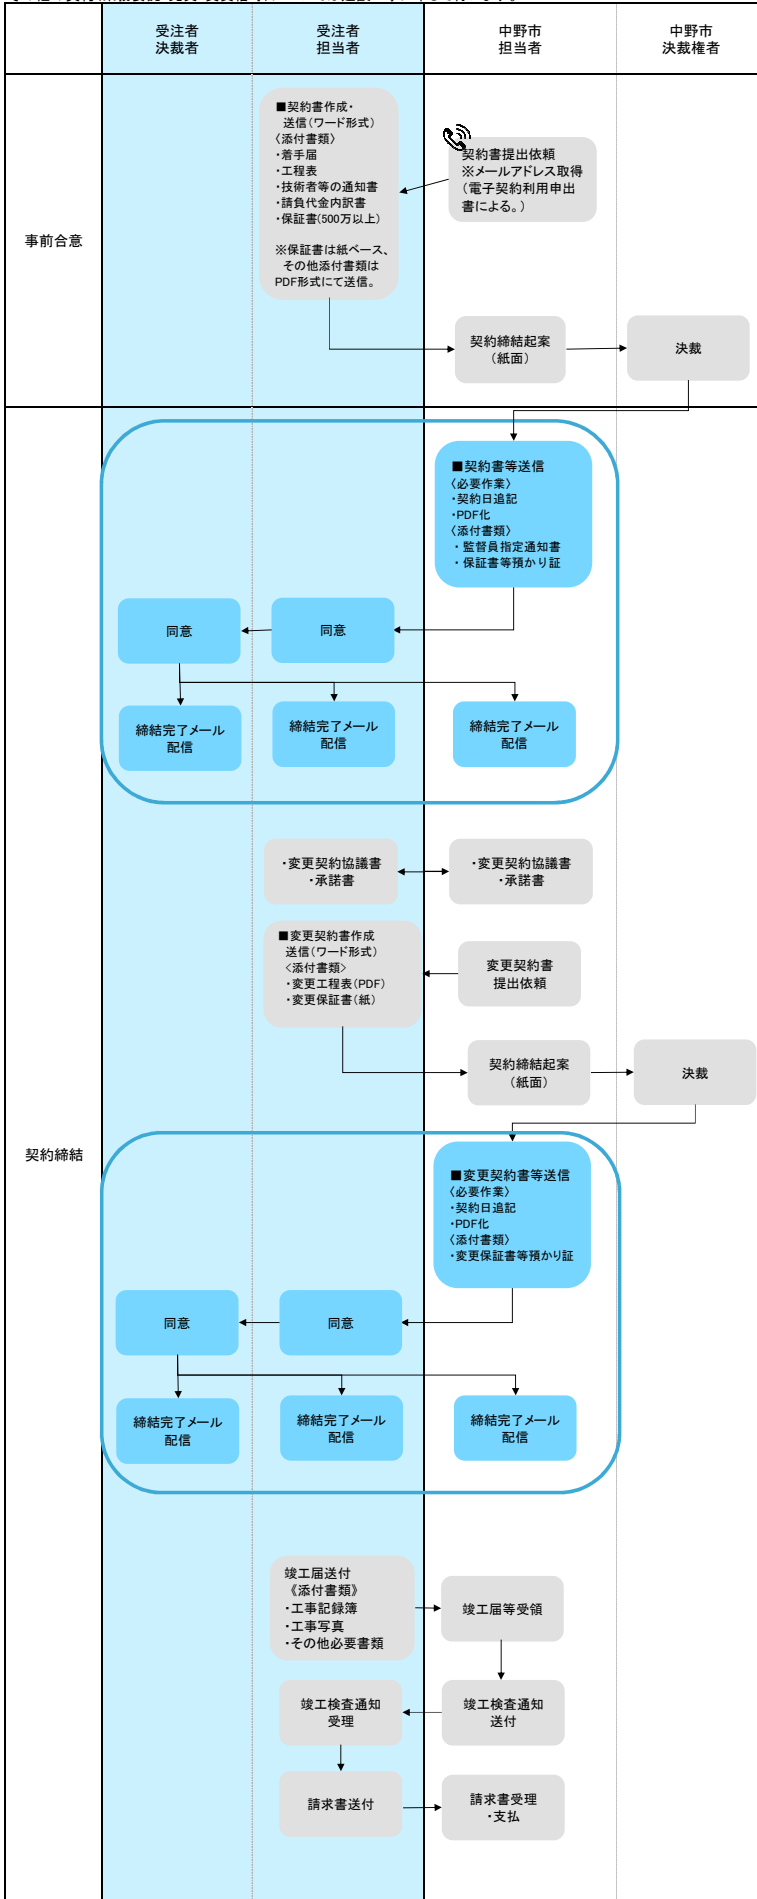 受注者
決裁者
受注者
担当者
中野市
担当者
中野市
決裁権者
事前合意
■契約書作成・
送信(ワード形式)
〈添付書類〉
・着手届
・工程表
・技術者等の通知書
・請負代金内訳書
・保証書(500万以上)
※保証書は紙ベース、
その他添付書類は
PDF形式にて送信。
契約書提出依頼
※メールアドレス取得
(電子契約利用申出
書による。)
契約締結起案
(紙面)
決裁
契約締結
■契約書等送信
〈必要作業〉
・契約日追記
・PDF化
〈添付書類〉
・監督員指定通知書
・保証書等預かり証
同意
同意
締結完了メール
配信
締結完了メール
配信
締結完了メール
配信
・変更契約協議書
・承諾書
・変更契約協議書
・承諾書
■変更契約書作成
送信(ワード形式)
<添付書類>
・変更工程表(PDF)
・変更保証書(紙)
変更契約書
提出依頼
契約締結起案
(紙面)
決裁
■変更契約書等送信
〈必要作業〉
・契約日追記
・PDF化
〈添付書類〉
・変更保証書等預かり証
同意
同意
締結完了メール
配信
締結完了メール
配信
締結完了メール
配信
竣工届送付
《添付書類》
・工事記録簿
・工事写真
・その他必要書類
竣工届等受領
竣工検査通知
受理
竣工検査通知
送付
請求書送付
請求書受理
・支払